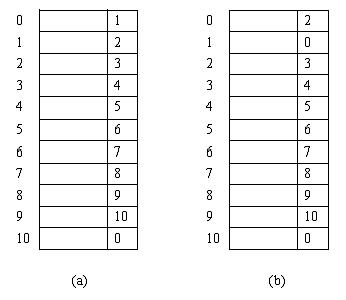 0 1 0 2
1 2 1 0
2 3 2 3
3 4 3 4
4 5 4 5
5 6 5 6
6 7 6 7
7 8 7 8
8 9 8 9
9 10 9 10
10 0 10 0
(a) (b)